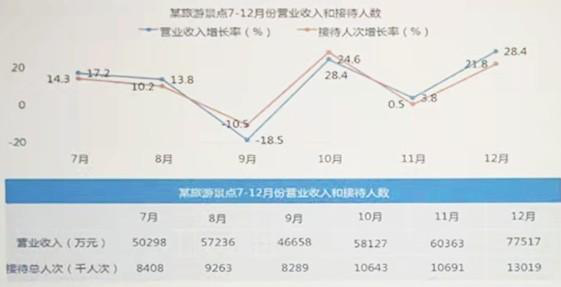 某旅游景点7-12月份营业收入和接待人数
营业收入增长率（%） 接待人次增长率（%）
20
0
-20
17.2
14.3
13.8
10.2
-10.5
-18.5
24.6
28.4
0.5
3.8
28.4
21.8
7月 8月 9月 10月 11月 12月
某旅游景点7-12月份营业收入和接待人数
7月 8月 9月 10月 11月 12月
营业收入（万元） 50298 57236 46658 58127 60363 77517
接待总人次（千人次） 8408 9263 8289 10643 10691 13019